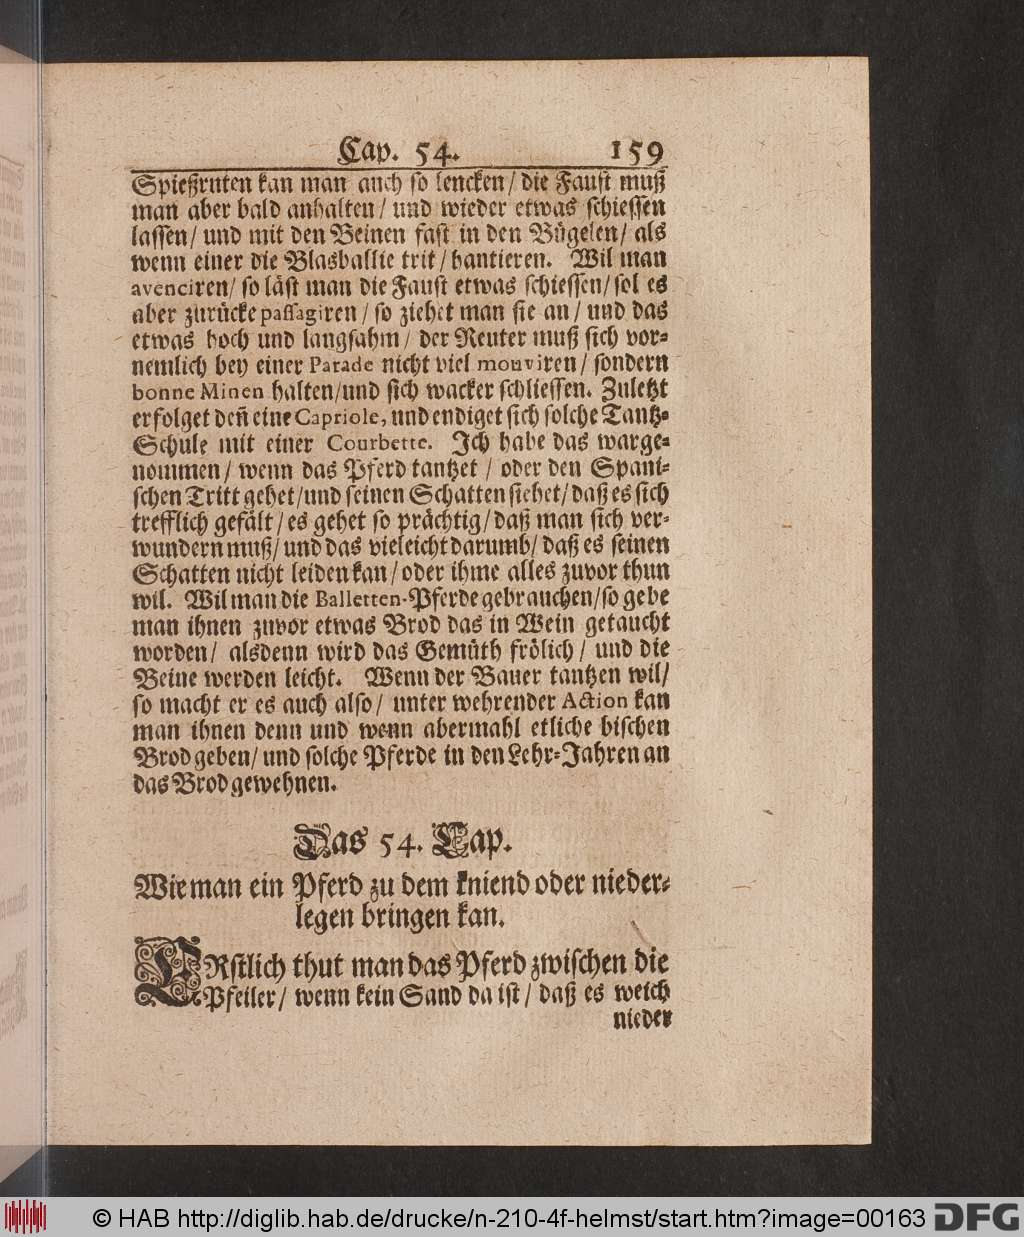 Cap. 54. 159
Spießruten kan man auch so lencken / die Faust muß
man aber bald anhalten / und wieder etwas schiessen
lassen / und mit den Beinen fast in den Bügelen / als
wenn einer die Blasballie trit / hantieren. Wil man
avenciren / so läst man die Faust etwas schiessen / sol es
aber zurücke passagiren / so ziehet man sie an / und das
etwas hoch und langsahm / der Reuter muß sich vor-
nemlich bey einer Parade nicht viel mouviren / sondern
bonne Minen halten / und sich wacker schliessen. Zuletzt
erfolget deñ eine Capriole, und endiget sich solche Tantz-
Schule mit einer Courbette. Ich habe das warge-
nommen / wenn das Pferd tantzet / oder den Spani-
schen Tritt gehet / und seinen Schatten siehet / daß es sich
trefflich gefält / es gehet so prächtig / daß man sich ver-
wundern muß / und das vieleicht darumb / daß es seinen
Schatten nicht leiden kan / oder ihme alles zuvor thun
wil. Wil man die Balletten-Pferde gebrauchen / so gebe
man ihnen zuvor etwas Brod das in Wein getaucht
worden / alsdenn wird das Gemüth frölich / und die
Beine werden leicht. Wenn der Bauer tantzen wil /
so macht er es auch also / unter wehrender Action kan
man ihnen denn und wenn abermahl etliche bischen
Brod geben / und solche Pferde in den Lehr-Jahren an
das Brod gewehnen.
Das 54. Cap.
Wie man ein Pferd zu dem kniend oder nieder-
legen bringen kan.
ERstlich thut man das Pferd zwischen die
Pfeiler / wenn kein Sand da ist / daß es weich
nieder
© HAB http://diglib.hab.de/drucke/n-210-4f-helmst/start.htm?image=00163 DFG